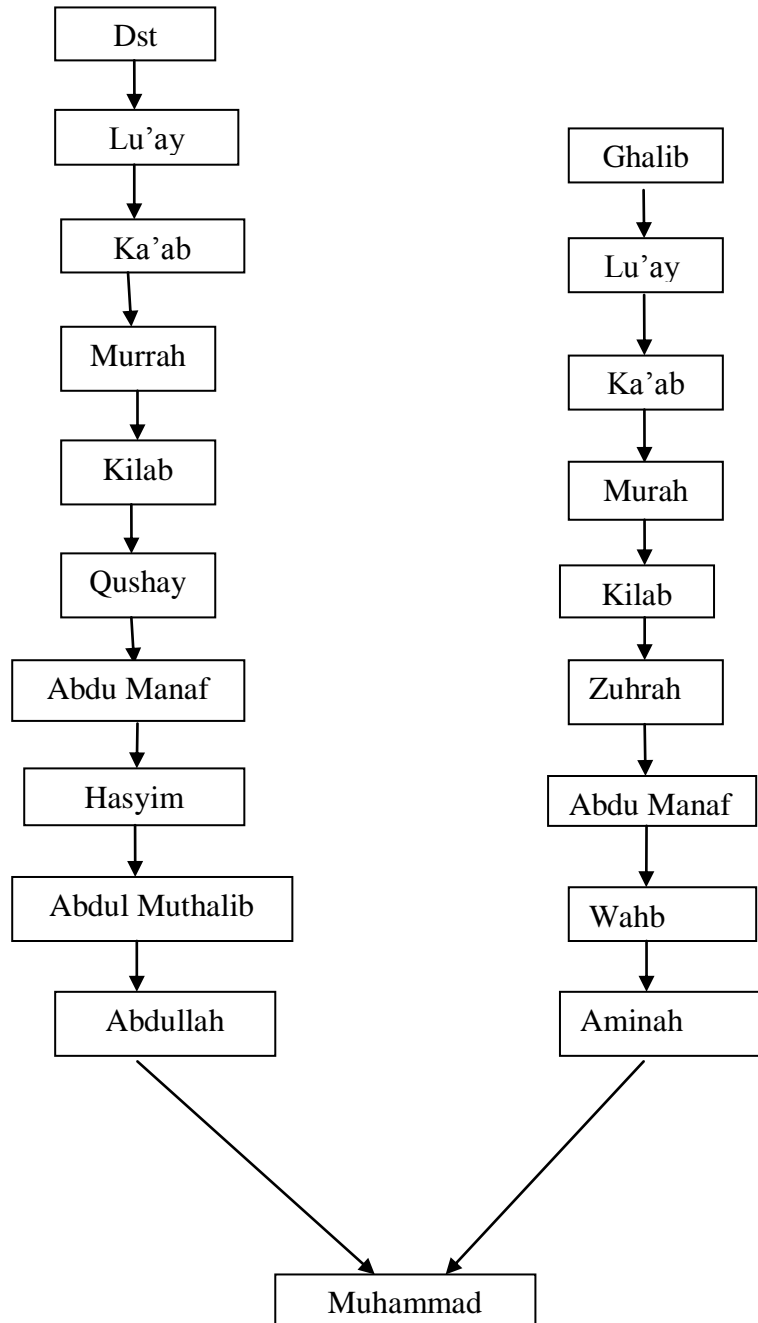 Dst
Lu’ay
Ka’ab
Murrah
Kilab
Qushay
Abdu Manaf
Hasyim
Abdul Muthalib
Abdullah
Ghalib
Lu’ay
Ka’ab
Murah
Kilab
Zuhrah
Abdu Manaf
Wahb
Aminah
Muhammad